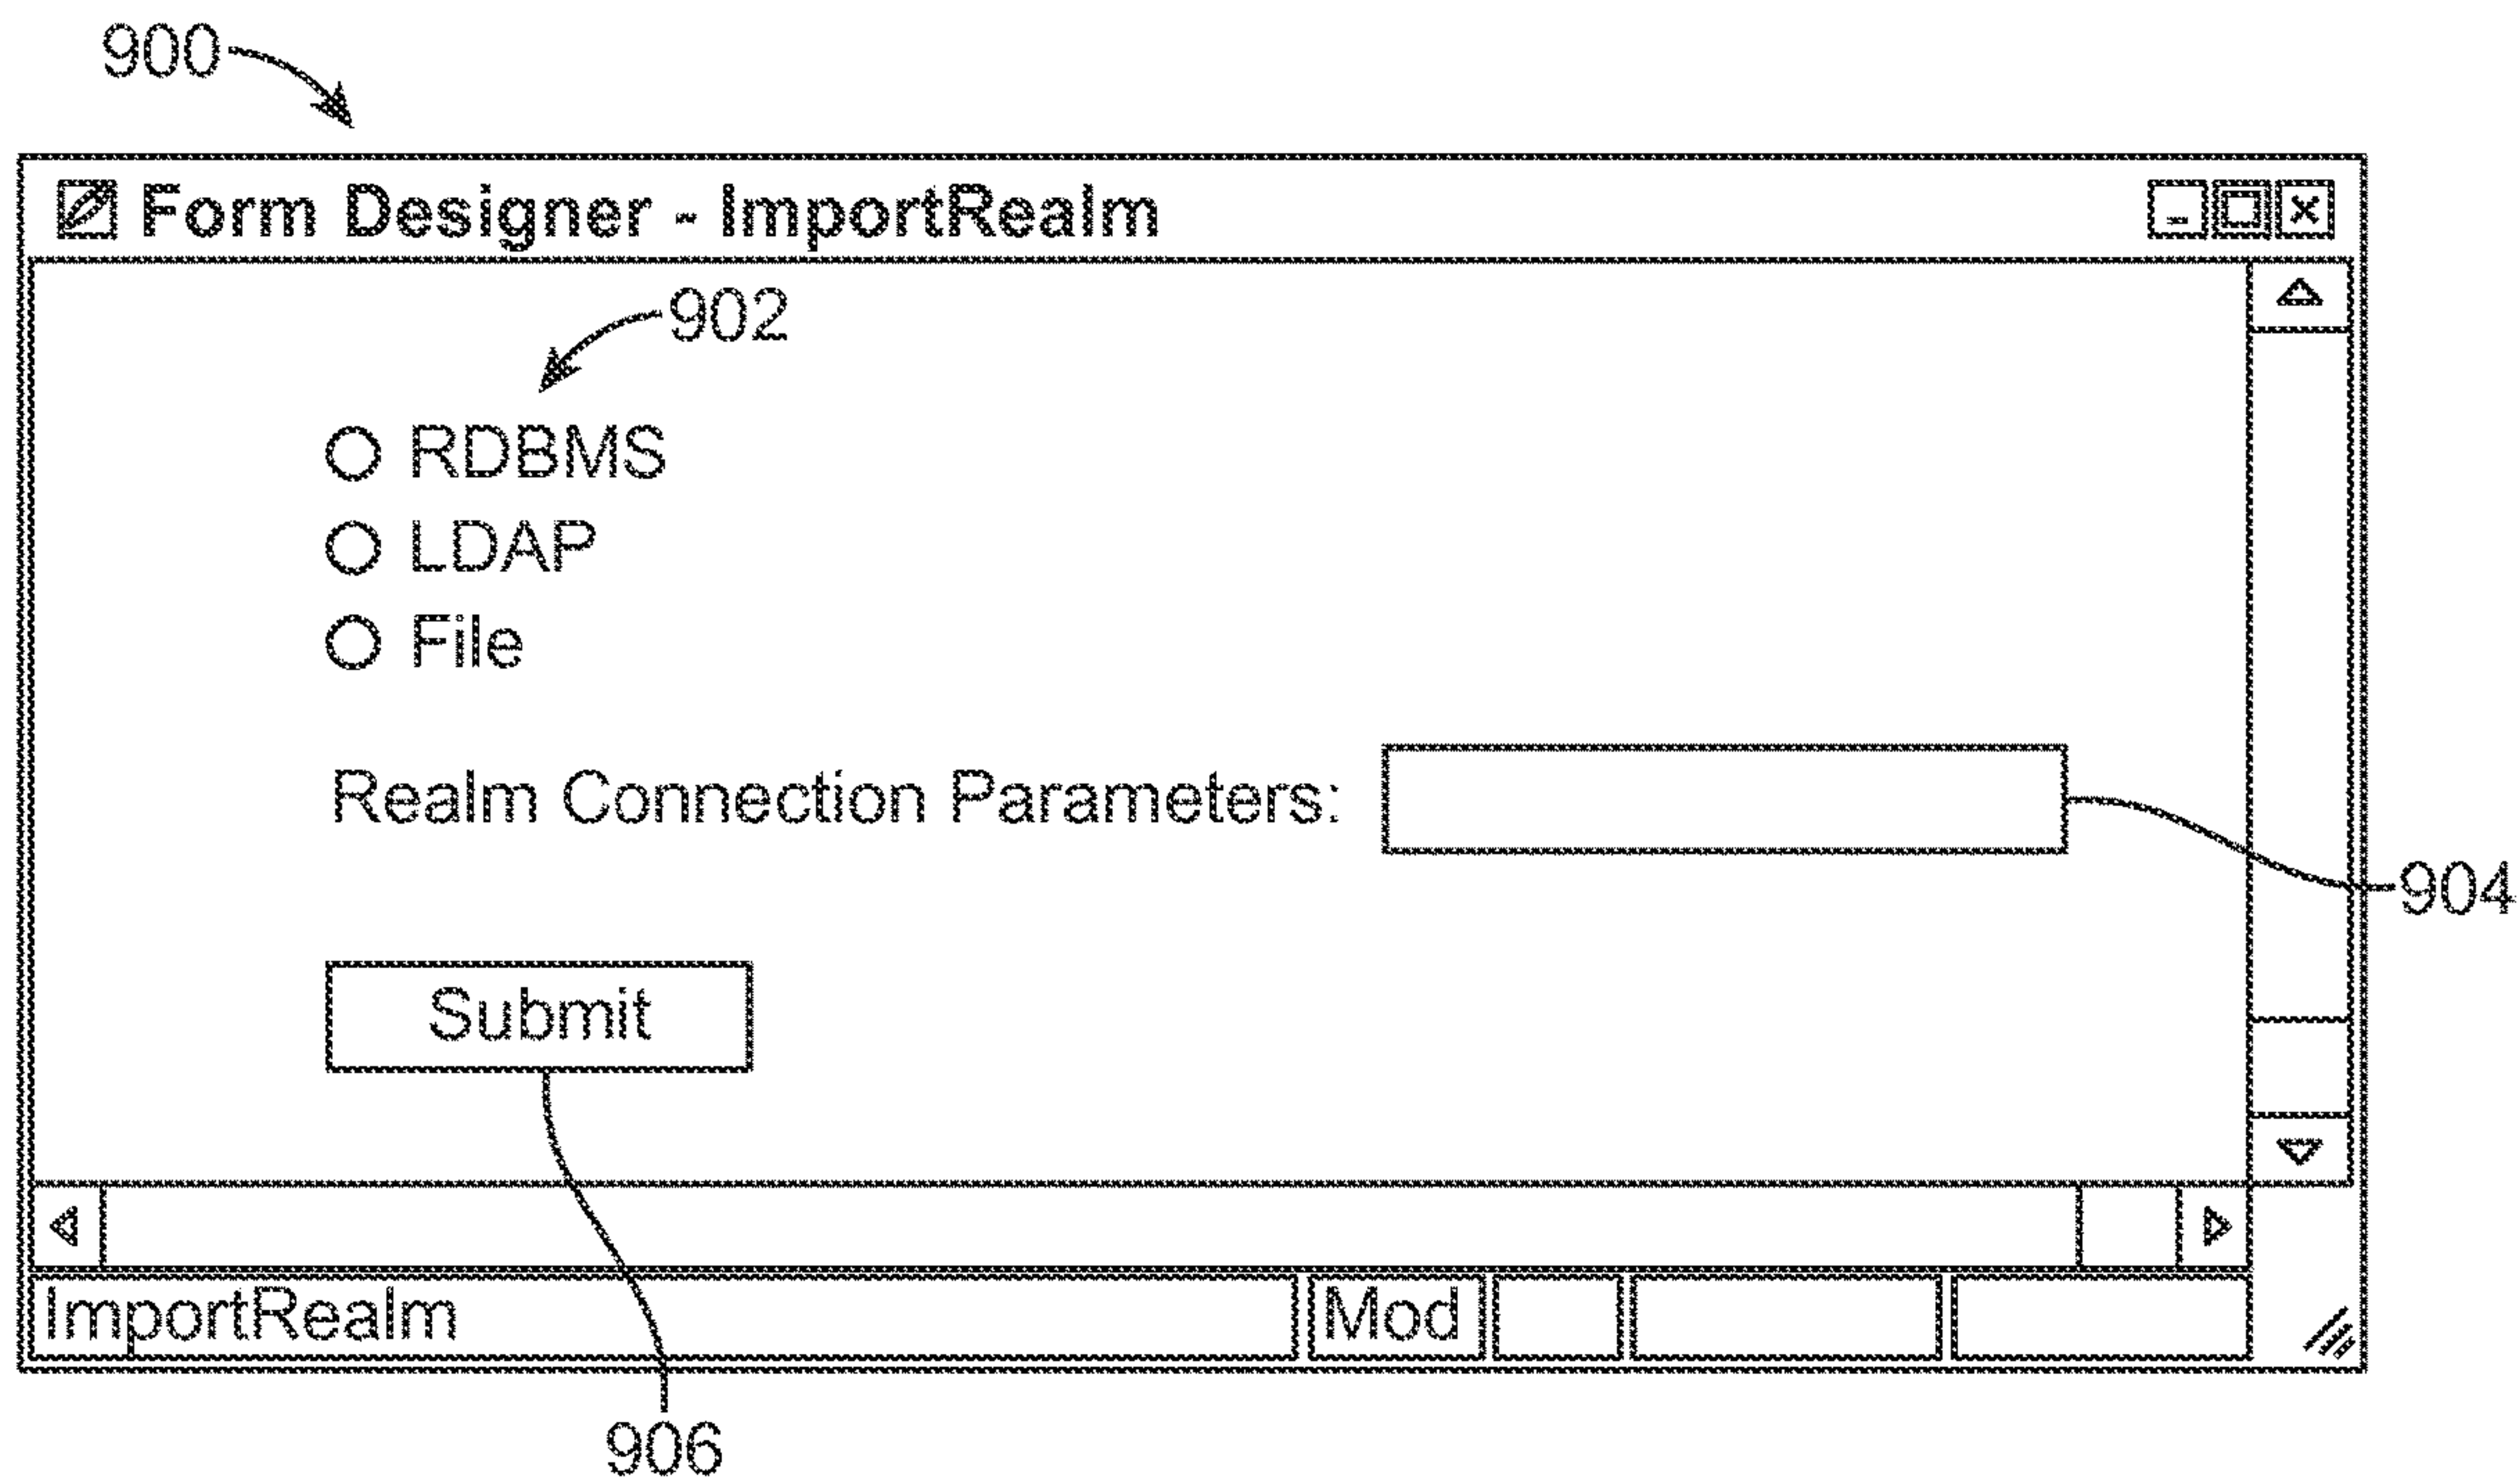 900
Form Designer - ImportRealm
902
RDBMS
LDAP
File
Realm Connection Parameters:
904
Submit
ImportRealm Mod
906